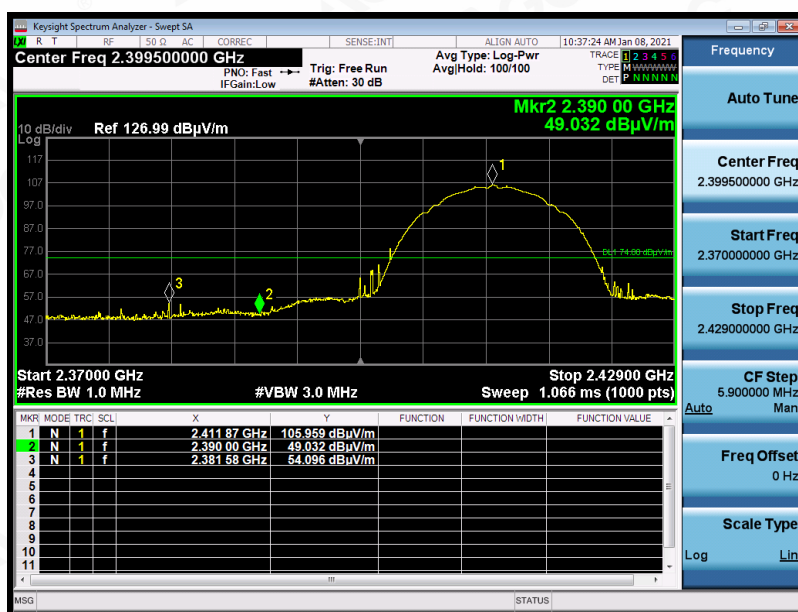 Keysight Spectrum Analyzer - Swept SA
LXI R T RF 50 Ω AC CORREC SENSE:INT ALIGN AUTO 10:37:24 AM Jan 08, 2021
Center Freq 2.399500000 GHz
PNO: Fast
IFGain:Low
Trig: Free Run
#Atten: 30 dB
Avg Type: Log-Pwr
Avg|Hold: 100/100
TRACE 1 2 3 4 5 6
TYPE M WWWWW
DET P N N N N N
Frequency
Mkr2 2.390 00 GHz
49.032 dBμV/m
10 dB/div Ref 126.99 dBμV/m
Log
117
107
97.0
87.0
77.0
67.0
57.0
47.0
37.0
1
2
3
DL1 74.00 dBμV/m
Start 2.37000 GHz Stop 2.42900 GHz
#Res BW 1.0 MHz #VBW 3.0 MHz Sweep 1.066 ms (1000 pts)
MKR MODE TRC SCL X Y FUNCTION FUNCTION WIDTH FUNCTION VALUE
1 N 1 f 2.411 87 GHz 105.959 dBμV/m
2 N 1 f 2.390 00 GHz 49.032 dBμV/m
3 N 1 f 2.381 58 GHz 54.096 dBμV/m
4
5
6
7
8
9
10
11
MSG STATUS
Auto Tune
Center Freq
2.399500000 GHz
Start Freq
2.370000000 GHz
Stop Freq
2.429000000 GHz
CF Step
5.900000 MHz
Auto Man
Freq Offset
0 Hz
Scale Type
Log Lin